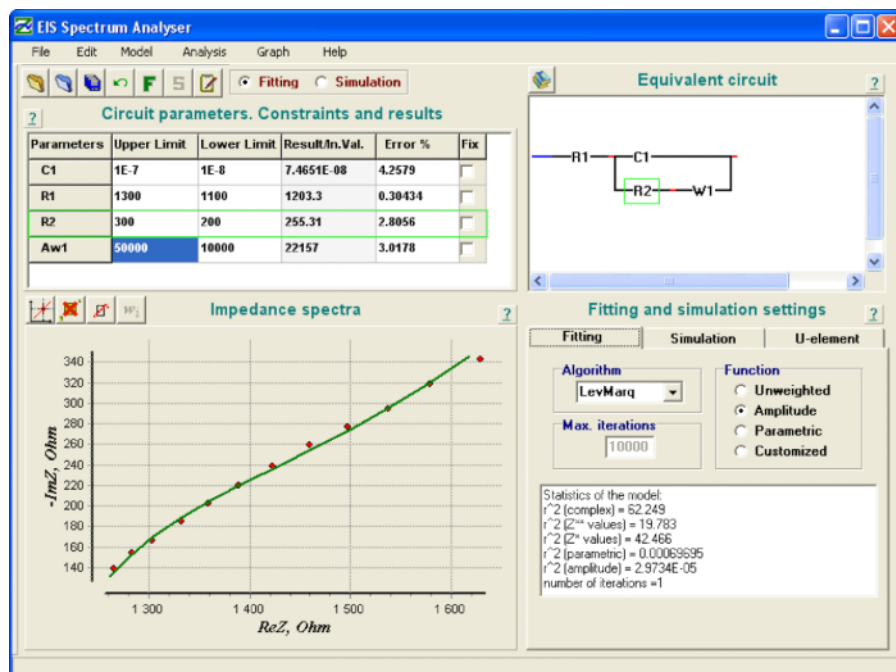 EIS Spectrum Analyser
File Edit Model Analysis Graph Help
F S Fitting Simulation
Equivalent circuit ?
? Circuit parameters. Constraints and results
Parameters Upper Limit Lower Limit Result/In.Val. Error % Fix
C1 1E-7 1E-8 7.4651E-08 4.2579
R1 1300 1100 1203.3 0.30434
R2 300 200 255.31 2.8056
Aw1 50000 10000 22157 3.0178
R1 C1
R2 W1
Impedance spectra ?
Fitting and simulation settings ?
Fitting Simulation U-element
Algorithm
LevMarq
Max. iterations
10000
Function
Unweighted
Amplitude
Parametric
Customized
Statistics of the model:
r^2 (complex) = 62.249
r^2 (Z'' values) = 19.783
r^2 (Z' values) = 42.466
r^2 (parametric) = 0.00069695
r^2 (amplitude) = 2.9734E-05
number of iterations =1
-ImZ, Ohm
340
320
300
280
260
240
220
200
180
160
140
1 300 1 400 1 500 1 600
ReZ, Ohm